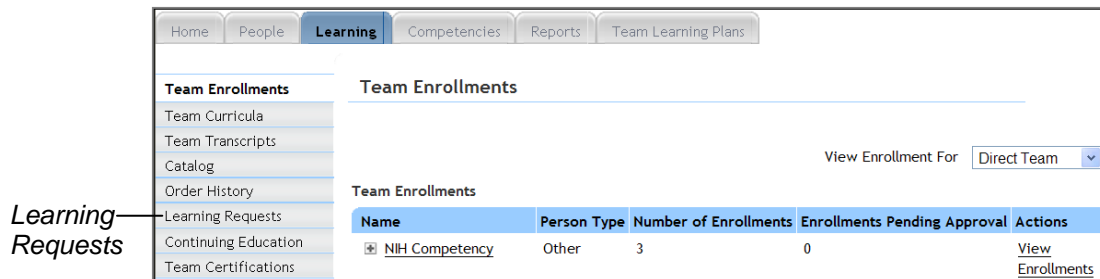 Home People Learning Competencies Reports Team Learning Plans
Team Enrollments
Team Curricula
Team Transcripts
Catalog
Order History
Learning Requests
Continuing Education
Team Certifications
Learning
Requests
Team Enrollments
View Enrollment For Direct Team
Team Enrollments
Name Person Type Number of Enrollments Enrollments Pending Approval Actions
NIH Competency Other 3 0 View
Enrollments